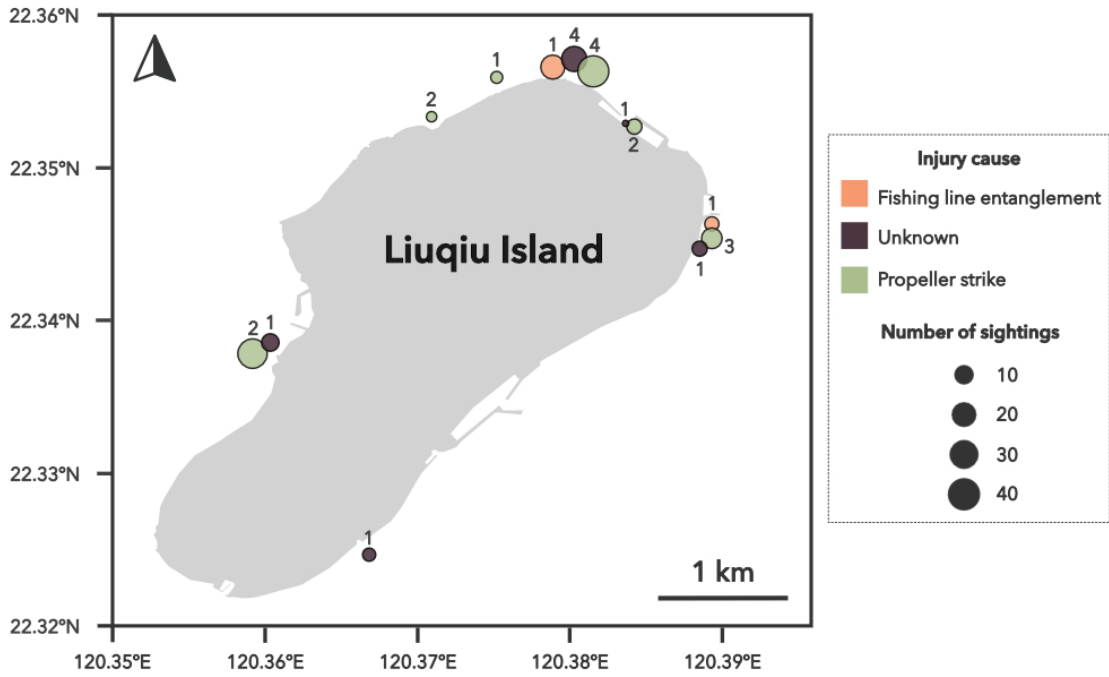 22.36°N
22.35°N
22.34°N
22.33°N
22.32°N
120.35°E
120.36°E
120.37°E
120.38°E
120.39°E
1
4
4
1
2
1
2
1
3
1
2
1
1
Liuqiu Island
1 km
Injury cause
Fishing line entanglement
Unknown
Propeller strike
Number of sightings
10
20
30
40